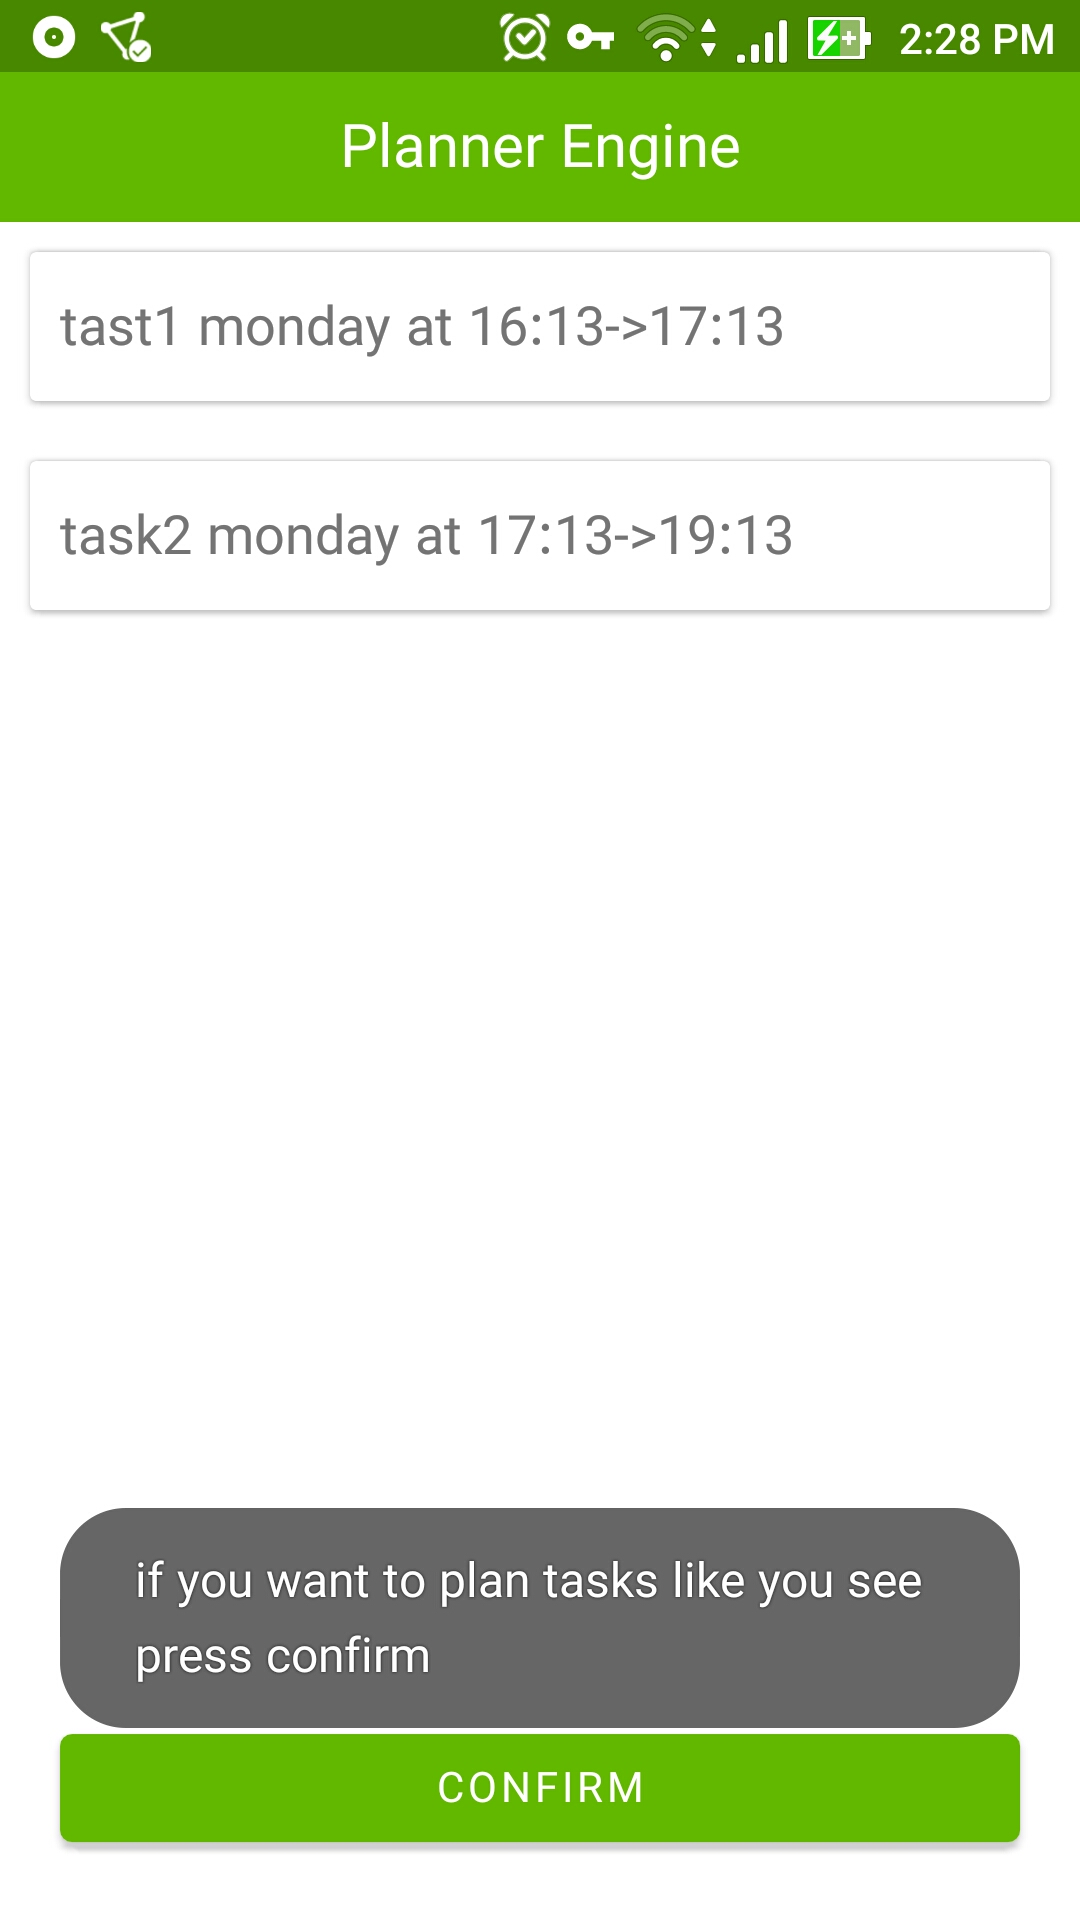 2:28 PM
Planner Engine
tast1 monday at 16:13->17:13
task2 monday at 17:13->19:13
if you want to plan tasks like you see
press confirm
CONFIRM